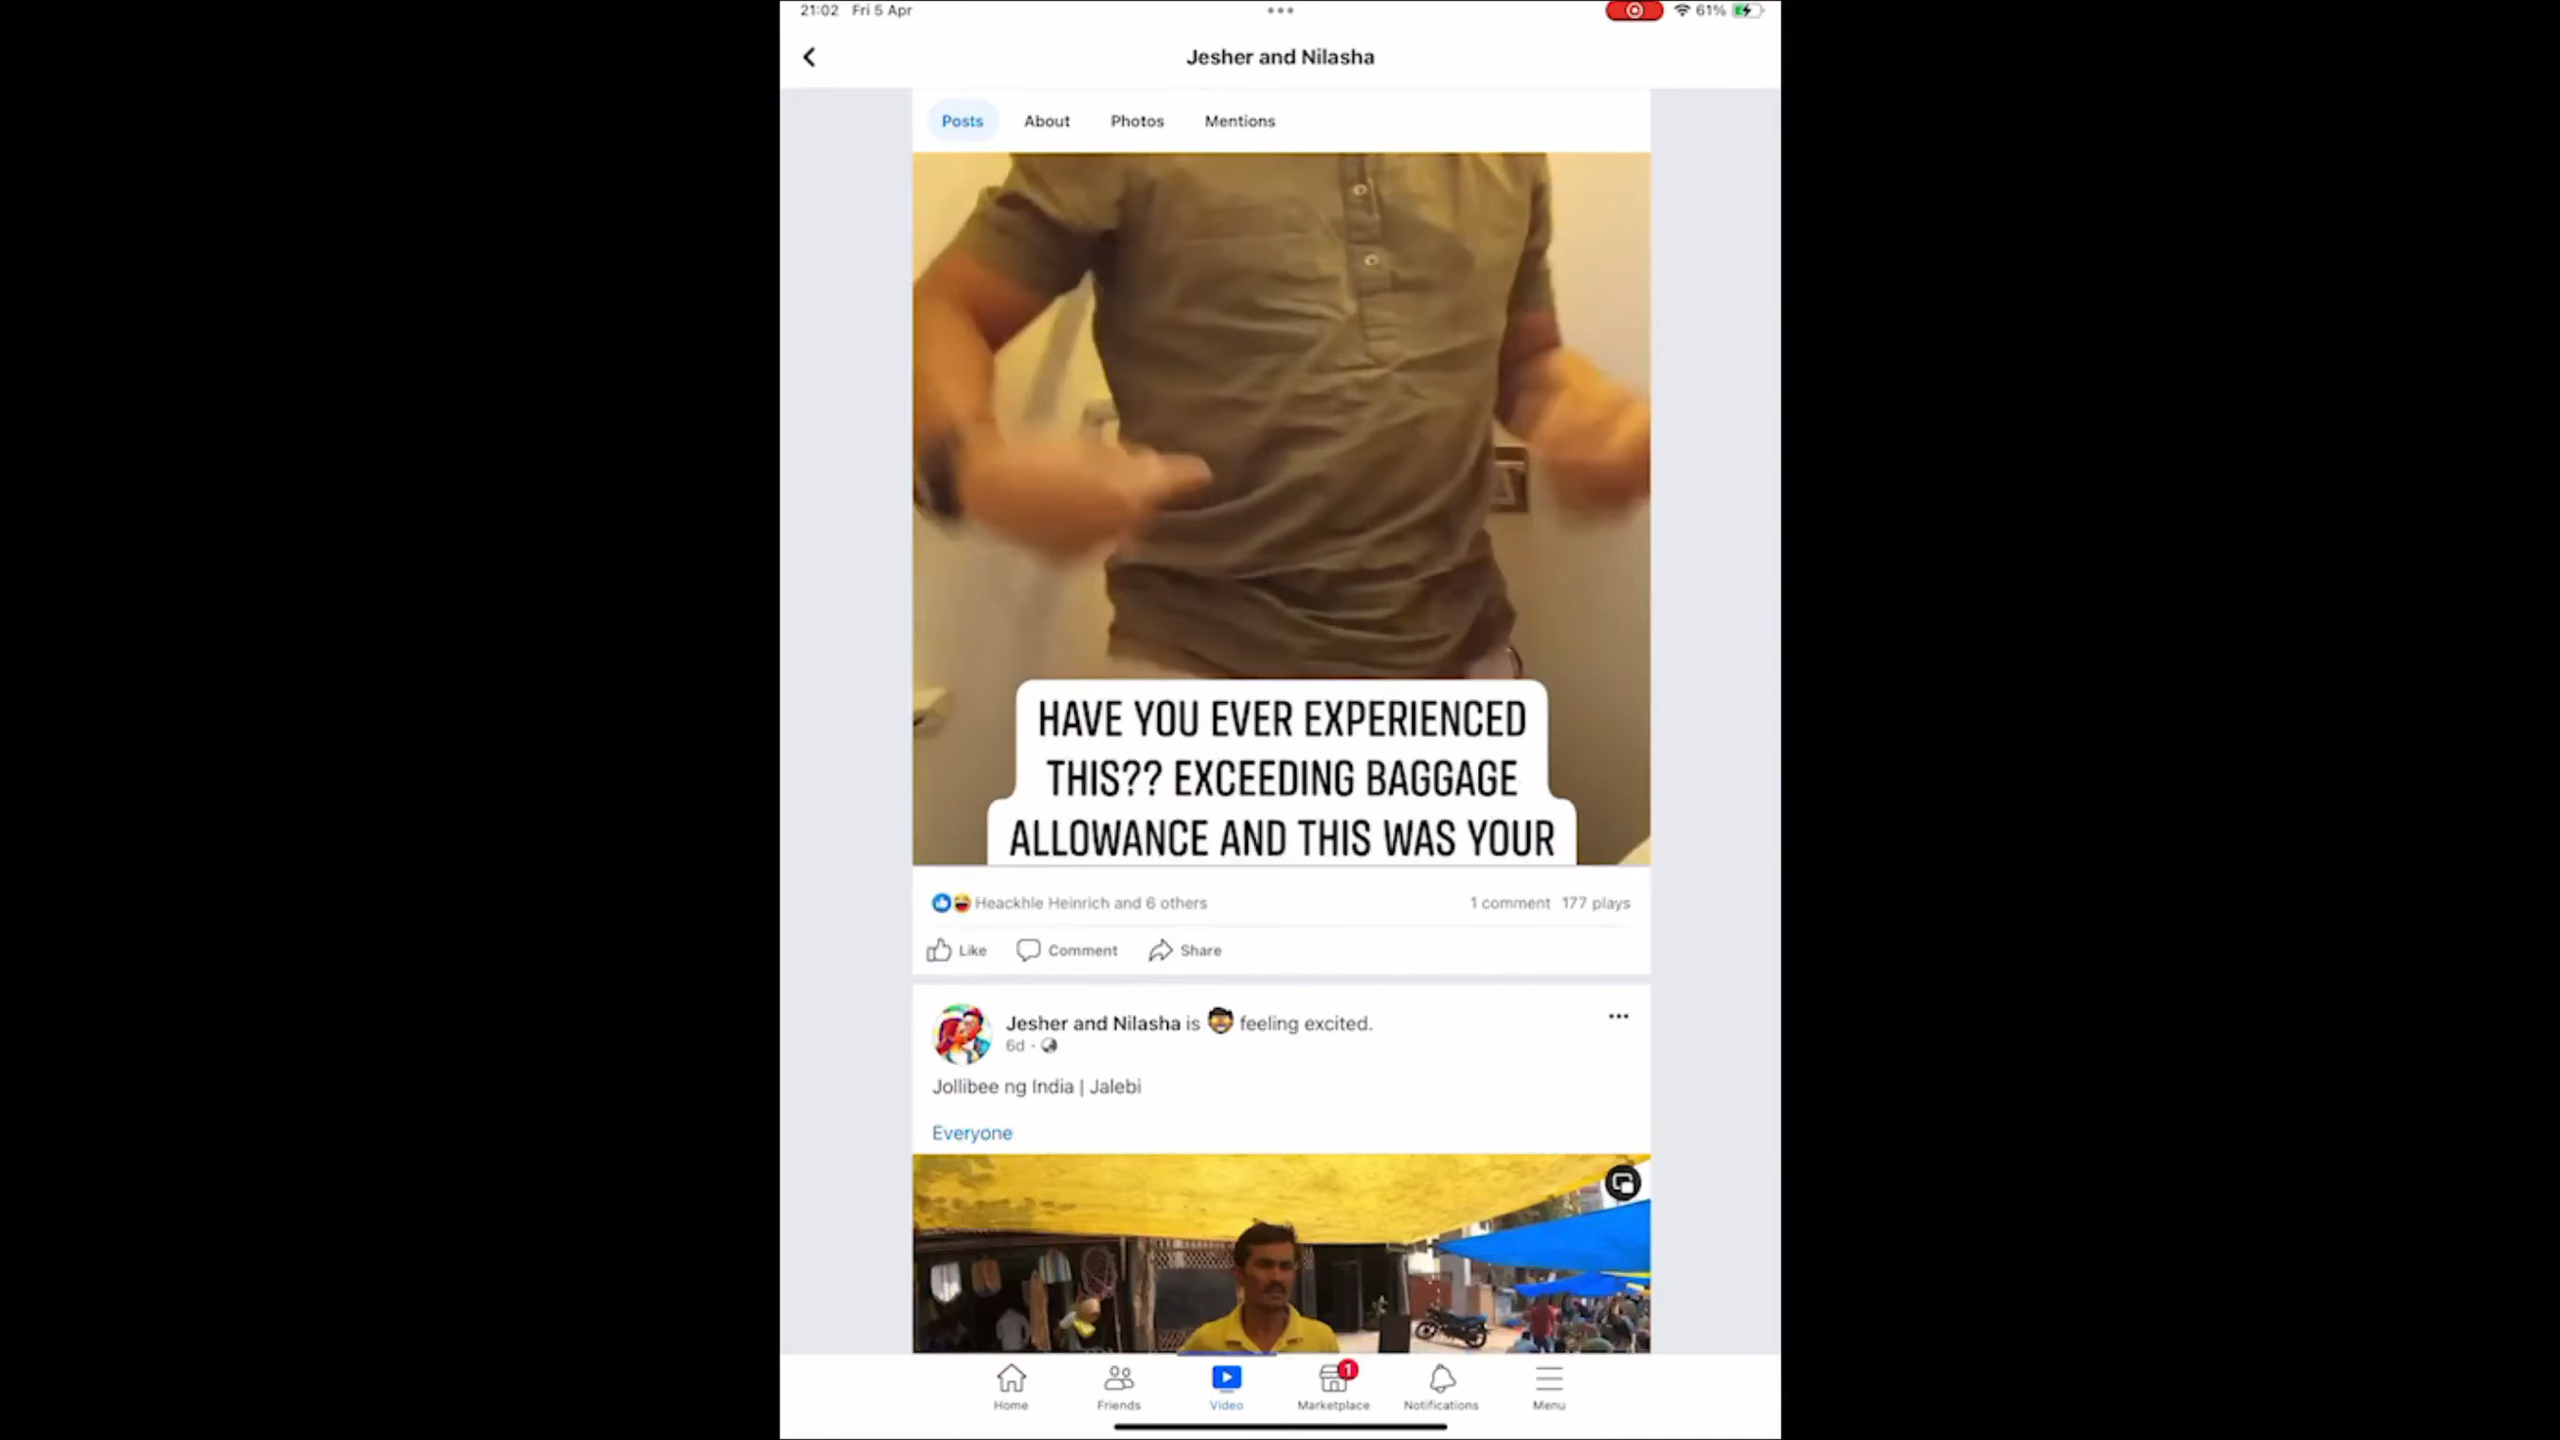 21:02 Fri 5 Apr
61%
Jesher and Nilasha
Posts About Photos Mentions
HAVE YOU EVER EXPERIENCED
THIS?? EXCEEDING BAGGAGE
ALLOWANCE AND THIS WAS YOUR
Heackhle Heinrich and 6 others 1 comment 177 plays
Like Comment Share
Jesher and Nilasha is feeling excited.
6d ·
Jollibee ng India | Jalebi
Everyone
1
Home Friends Video Marketplace Notifications Menu